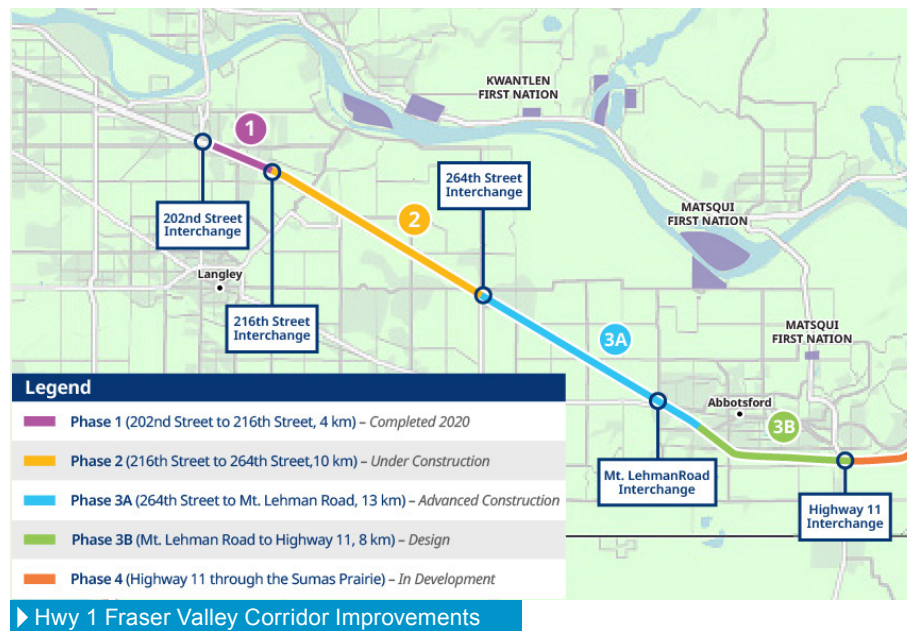 KWANTLEN
FIRST NATION
1
264th Street
Interchange
202nd Street
Interchange
2
MATSQUI
FIRST NATION
Langley
216th Street
Interchange
MATSQUI
FIRST NATION
3A
Abbotsford
3B
Mt. LehmanRoad
Interchange
Highway 11
Interchange
Legend
Phase 1 (202nd Street to 216th Street, 4 km) – Completed 2020
Phase 2 (216th Street to 264th Street,10 km) – Under Construction
Phase 3A (264th Street to Mt. Lehman Road, 13 km) – Advanced Construction
Phase 3B (Mt. Lehman Road to Highway 11, 8 km) – Design
Phase 4 (Highway 11 through the Sumas Prairie) – In Development
Hwy 1 Fraser Valley Corridor Improvements